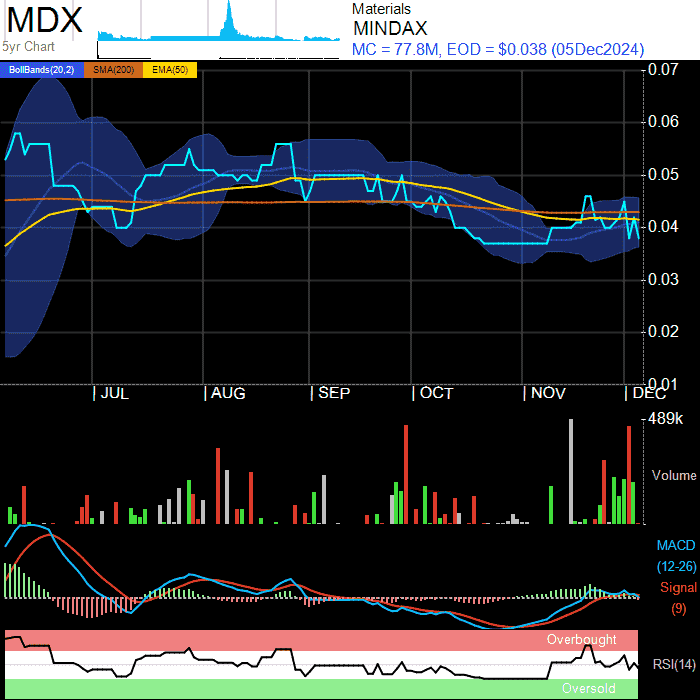 MDX
5yr Chart
Materials
MINDAX
MC = 77.8M, EOD = $0.038 (05Dec2024)
BollBands(20,2) SMA(200) EMA(50)
0.07
0.06
0.05
0.04
0.03
0.02
0.01
JUL AUG SEP OCT NOV DEC
489k
Volume
MACD
(12-26)
Signal
(9)
Overbought
RSI(14)
Oversold